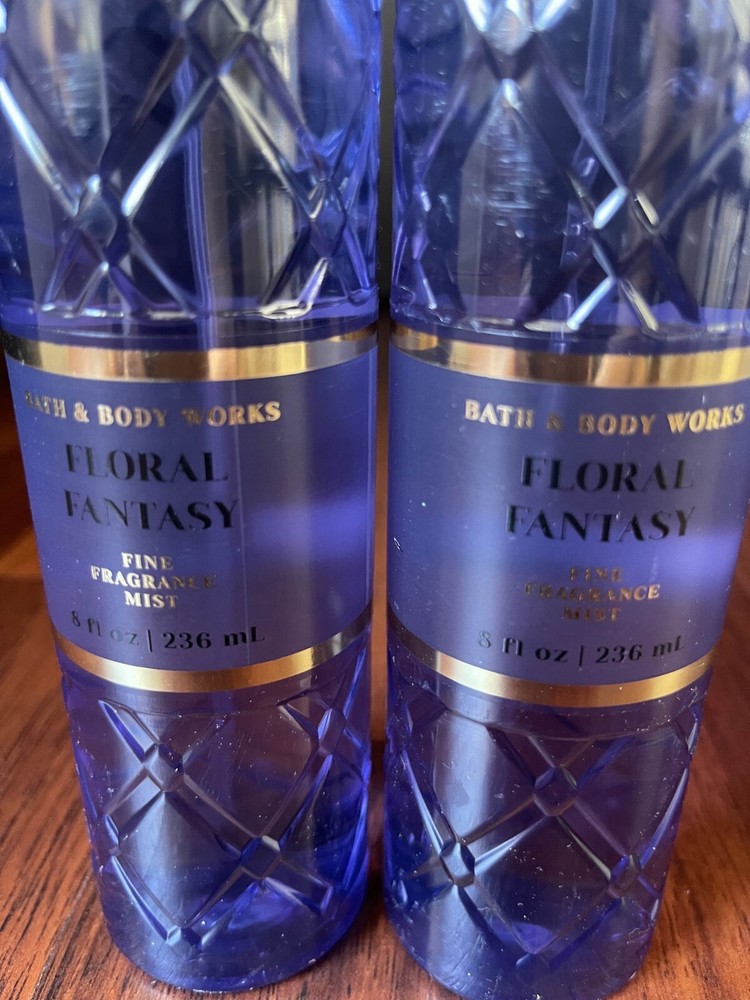 BATH & BODY WORKS
FLORAL
FANTASY
FINE
FRAGRANCE
MIST
8 fl oz | 236 mL
BATH & BODY WORKS
FLORAL
FANTASY
FINE
FRAGRANCE
MIST
8 fl oz | 236 mL